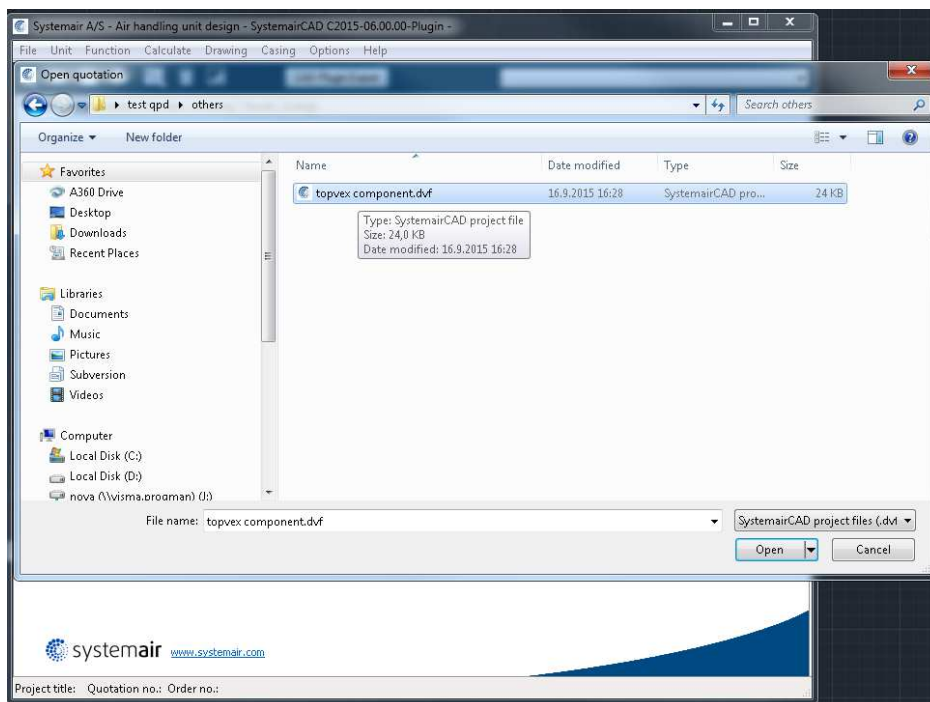 Systemair A/S - Air handling unit design - SystemairCAD C2015-06.00.00-Plugin -
File Unit Function Calculate Drawing Casing Options Help
Open quotation
test qpd others
Search others
Organize New folder
Name Date modified Type Size
Favorites
A360 Drive
Desktop
Downloads
Recent Places
Libraries
Documents
Music
Pictures
Subversion
Videos
Computer
Local Disk (C:)
Local Disk (D:)
nova (\\visma.progman) (J:)
topvex component.dvf 16.9.2015 16:28 SystemairCAD pro... 24 KB
Type: SystemairCAD project file
Size: 24,0 KB
Date modified: 16.9.2015 16:28
File name: topvex component.dvf SystemairCAD project files (.dvf
Open Cancel
systemair www.systemair.com
Project title: Quotation no.: Order no.: